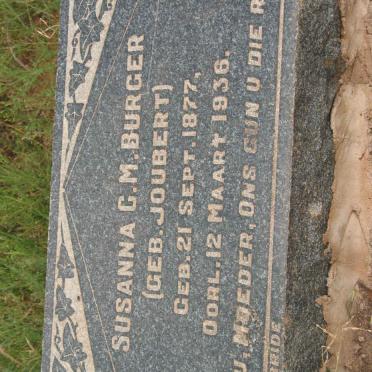 SUSANNA C.M. BURGER
(GEB. JOUBERT)
GEB. 21 SEPT. 1877,
OORL. 12 MAART 1936.
U, MOEDER, ONS GUN U DIE R